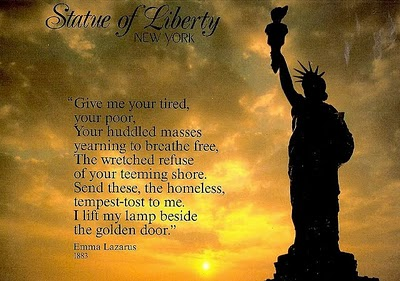 Statue of Liberty
NEW YORK
“Give me your tired,
your poor,
Your huddled masses
yearning to breathe free,
The wretched refuse
of your teeming shore.
Send these, the homeless,
tempest-tost to me.
I lift my lamp beside
the golden door.”
Emma Lazarus
1883